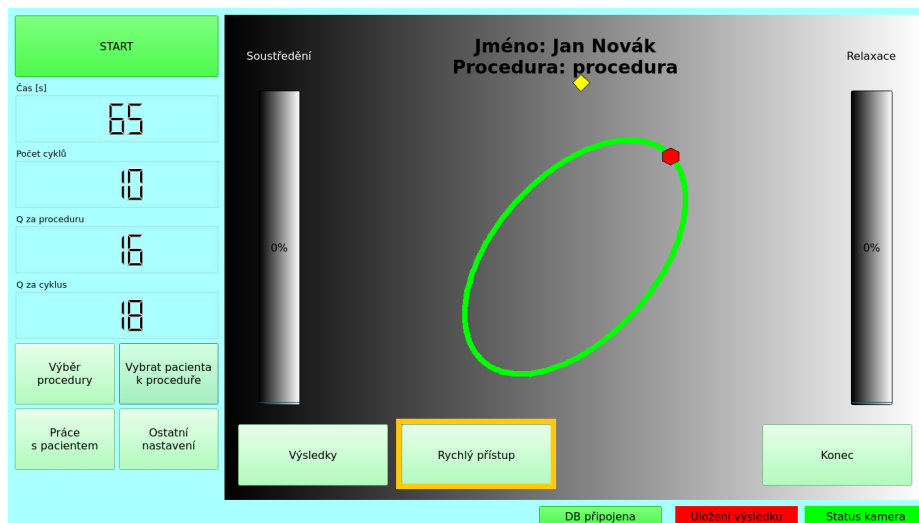 START
Čas [s]
65
Počet cyklů
10
Q za proceduru
16
Q za cyklus
18
Výběr
procedury
Vybrat pacienta
k proceduře
Práce
s pacientem
Ostatní
nastavení
Soustředění
Jméno: Jan Novák
Procedura: procedura
Relaxace
0%
0%
Výsledky
Rychlý přístup
Konec
DB připojena
Uložení výsledku
Status kamera